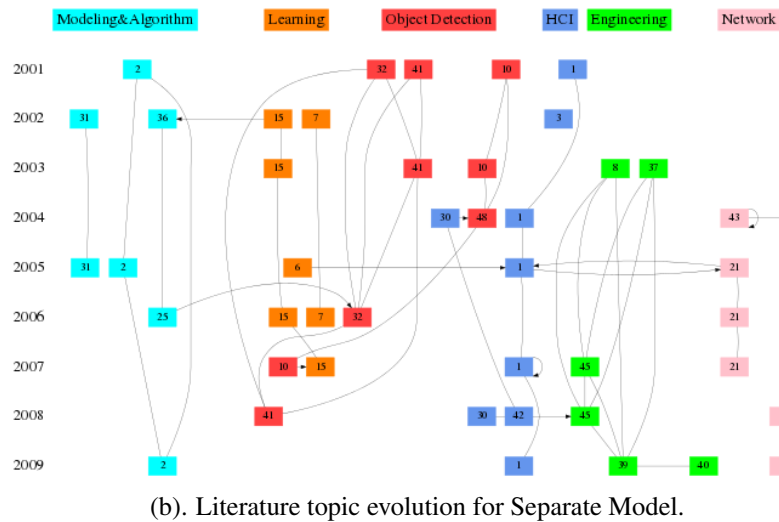 Modeling&Algorithm Learning Object Detection HCI Engineering Network
2001 2 32 41 10 1
2002 31 36 15 7 3
2003 15 41 10 8 37
2004 30 48 1 43
2005 31 2 6 1 21
2006 25 15 7 32 21
2007 10 15 1 45 21
2008 41 30 42 45
2009 2 1 39 40
(b). Literature topic evolution for Separate Model.